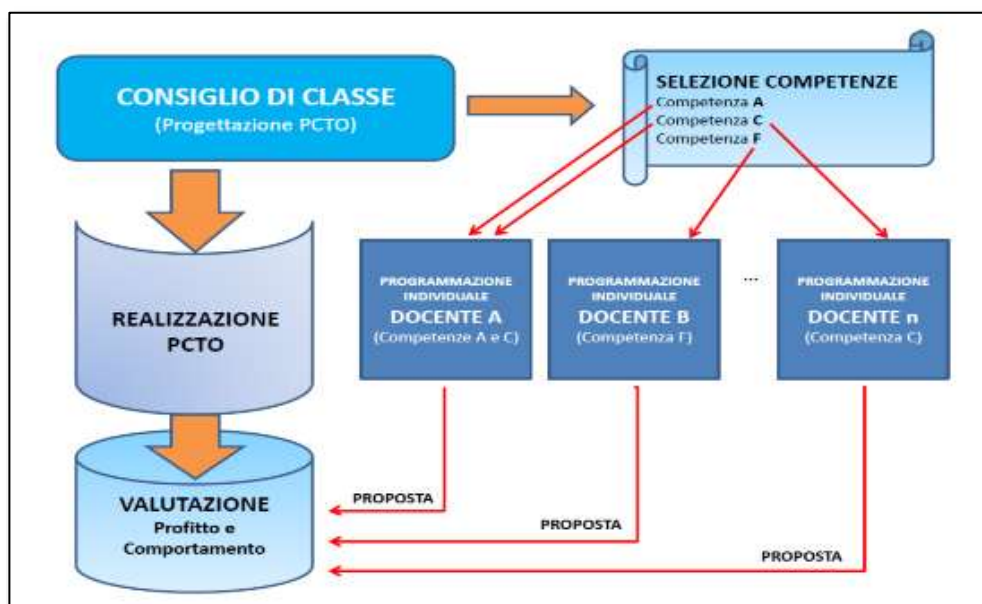 CONSIGLIO DI CLASSE
(Progettazione PCTO)
SELEZIONE COMPETENZE
Competenza A
Competenza C
Competenza F
REALIZZAZIONE
PCTO
PROGRAMMAZIONE
INDIVIDUALE
DOCENTE A
(Competenze A e C)
PROGRAMMAZIONE
INDIVIDUALE
DOCENTE B
(Competenza F)
...
PROGRAMMAZIONE
INDIVIDUALE
DOCENTE n
(Competenza C)
VALUTAZIONE
Profitto e
Comportamento
PROPOSTA
PROPOSTA
PROPOSTA